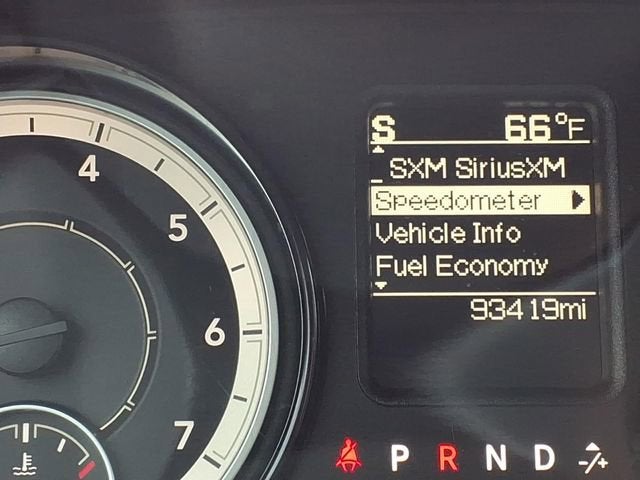 S 66°F
SXM SiriusXM
Speedometer
Vehicle Info
Fuel Economy
93419mi
4
5
6
7
P R N D -/+